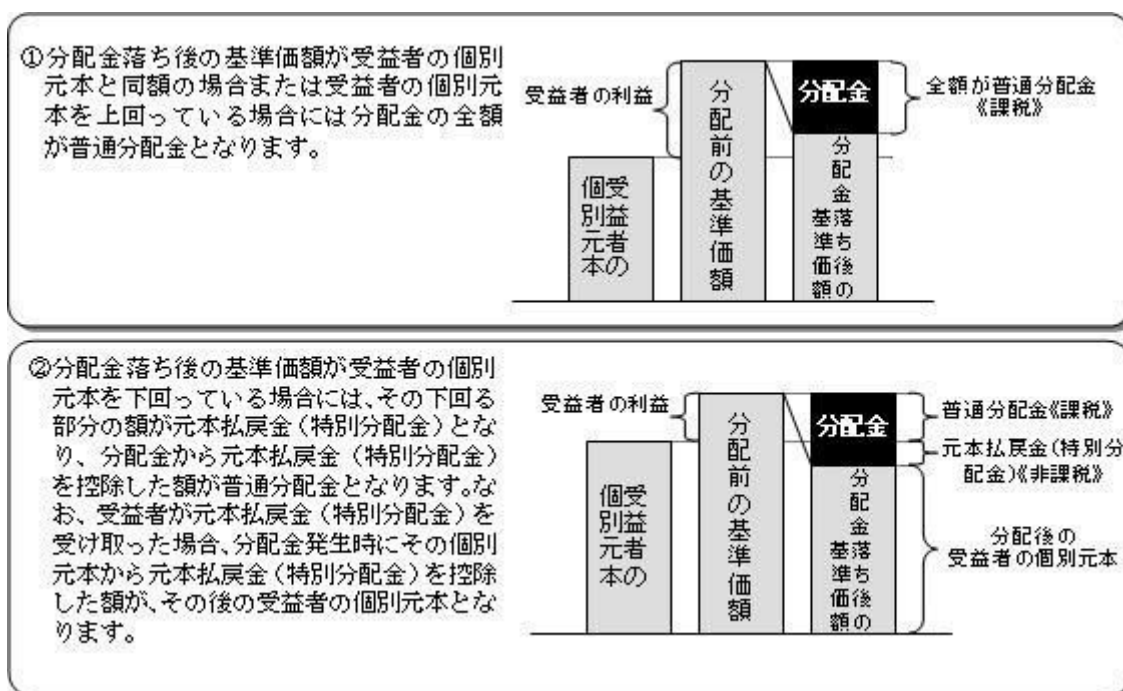 ①分配金落ち後の基準価額が受益者の個別
元本と同額の場合または受益者の個別元
本を上回っている場合には分配金の全額
が普通分配金となります。
受益者の利益
受益者の
個別元本
分配前の基準価額
分配金
分配金落ち後の
基準価額
全額が普通分配金
《課税》
②分配金落ち後の基準価額が受益者の個別
元本を下回っている場合には、その下回る
部分の額が元本払戻金(特別分配金)とな
り、分配金から元本払戻金(特別分配金)
を控除した額が普通分配金となります。な
お、受益者が元本払戻金(特別分配金)を
受け取った場合、分配金発生時にその個別
元本から元本払戻金(特別分配金)を控除
した額が、その後の受益者の個別元本とな
ります。
受益者の利益
受益者の
個別元本
分配前の基準価額
分配金
分配金落ち後の
基準価額
普通分配金《課税》
元本払戻金(特別分
配金)《非課税》
分配後の
受益者の個別元本